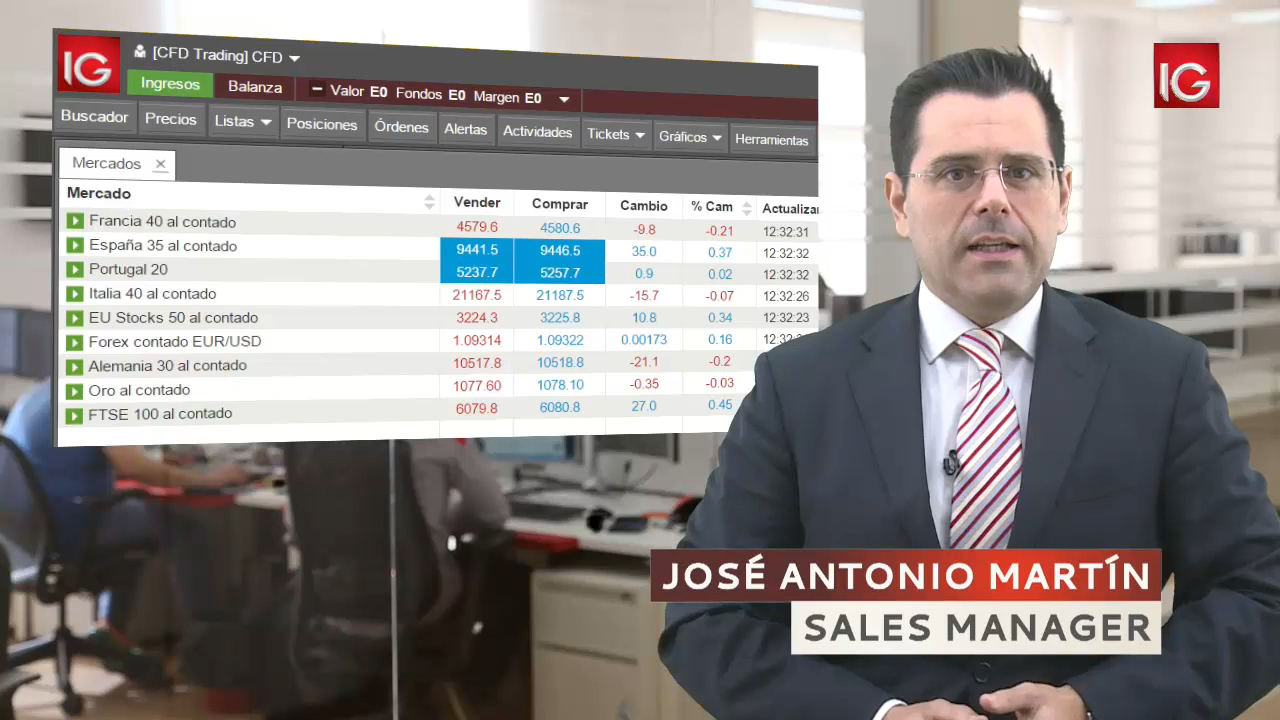 IG
[CFD Trading] CFD
Ingresos Balanza Valor E0 Fondos E0 Margen E0
Buscador Precios Listas Posiciones Órdenes Alertas Actividades Tickets Gráficos Herramientas
Mercados ×
Mercado Vender Comprar Cambio % Cam
Francia 40 al contado 4579.6 4580.6 -9.8 -0.21 12:32:31
España 35 al contado 9441.5 9446.5 35.0 0.37 12:32:32
Portugal 20 5237.7 5257.7 0.9 0.02 12:32:32
Italia 40 al contado 21167.5 21187.5 -15.7 -0.07 12:32:26
EU Stocks 50 al contado 3224.3 3225.8 10.8 0.34 12:32:23
Forex contado EUR/USD 1.09314 1.09322 0.00173 0.16
Alemania 30 al contado 10517.8 10518.8 -21.1 -0.2
Oro al contado 1077.60 1078.10 -0.35 -0.03
FTSE 100 al contado 6079.8 6080.8 27.0 0.45
IG
JOSÉ ANTONIO MARTÍN
SALES MANAGER